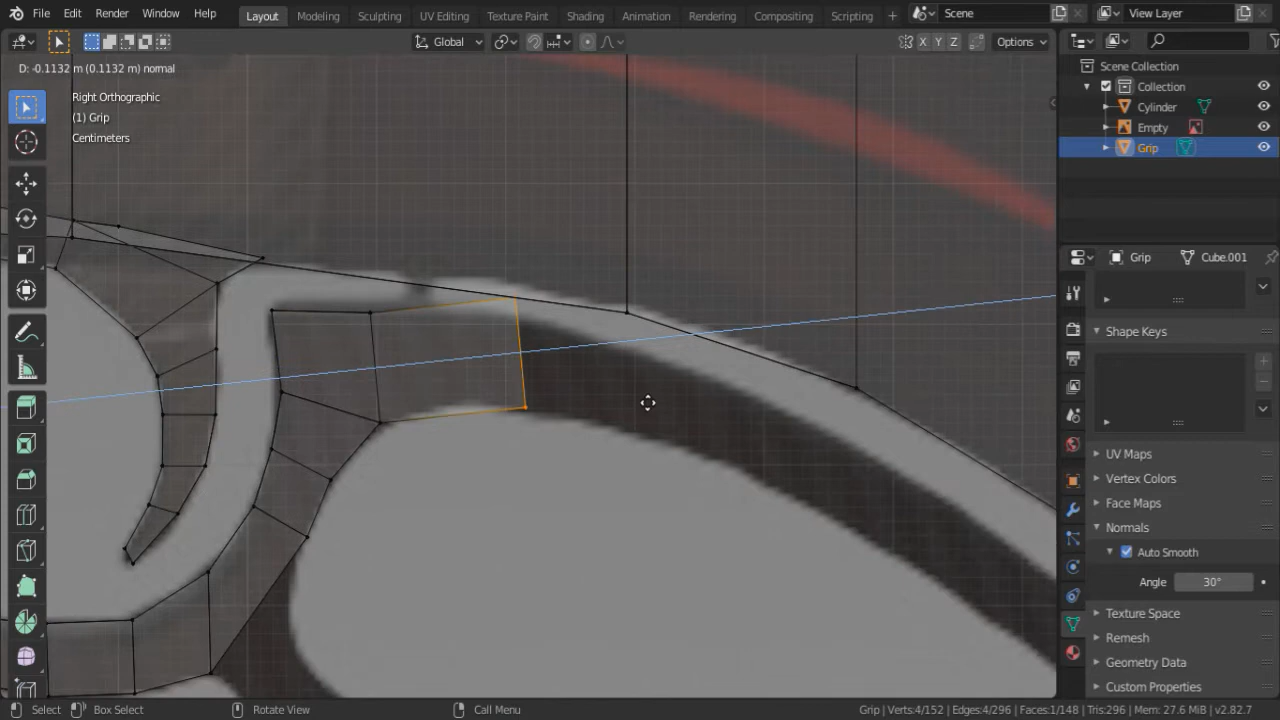 File Edit Render Window Help Layout Modeling Sculpting UV Editing Texture Paint Shading Animation Rendering Compositing Scripting + Scene View Layer
Global X Y Z Options
D: -0.1132 m (0.1132 m) normal
Right Orthographic
(1) Grip
Centimeters
Scene Collection
Collection
Cylinder
Empty
Grip
Grip Cube.001
Shape Keys
UV Maps
Vertex Colors
Face Maps
Normals
Auto Smooth
Angle 30°
Texture Space
Remesh
Geometry Data
Custom Properties
Select Box Select Rotate View Call Menu Grip | Verts:4/152 | Edges:4/296 | Faces:1/148 | Tris:296 | Mem: 27.6 MiB | v2.82.7